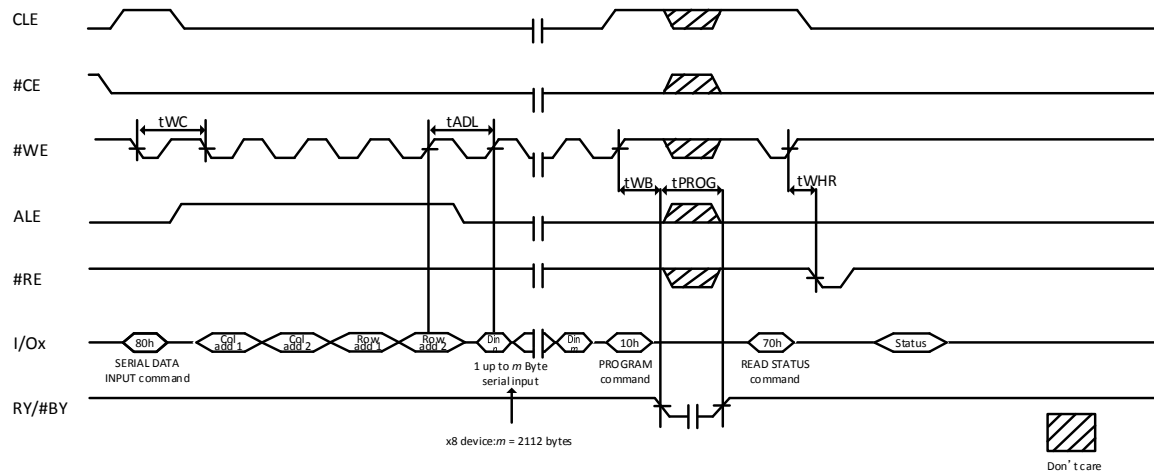 CLE
#CE
tWC
tADL
#WE
tWB
tPROG
tWHR
ALE
#RE
I/Ox
80h
Col add 1
Col add 2
Row add 1
Row add 2
Din n
Din m
10h
70h
Status
SERIAL DATA
INPUT command
1 up to m Byte
serial input
PROGRAM
command
READ STATUS
command
RY/#BY
x8 device:m = 2112 bytes
Don't care